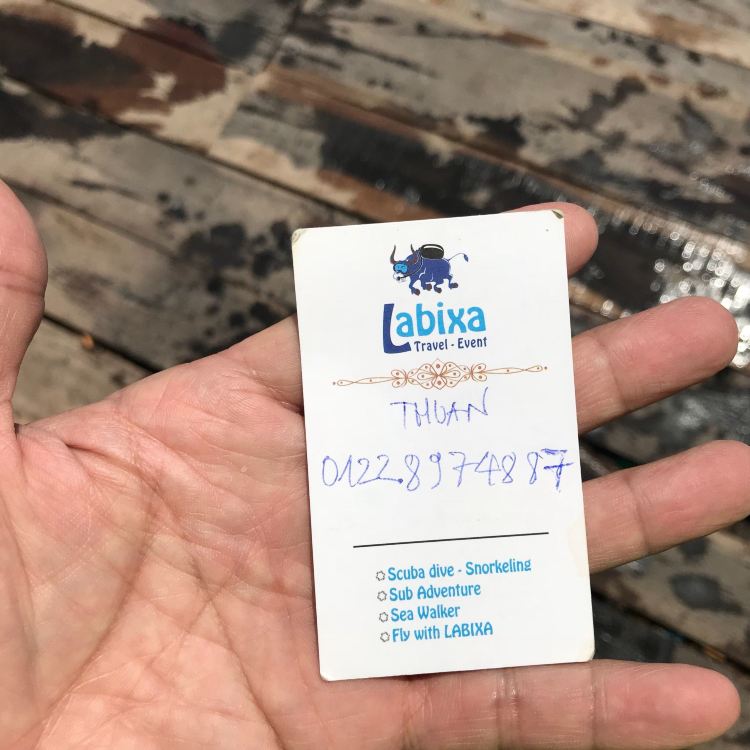 Labixa
Travel - Event
THUAN
0122.8974887
Scuba dive - Snorkeling
Sub Adventure
Sea Walker
Fly with LABIXA